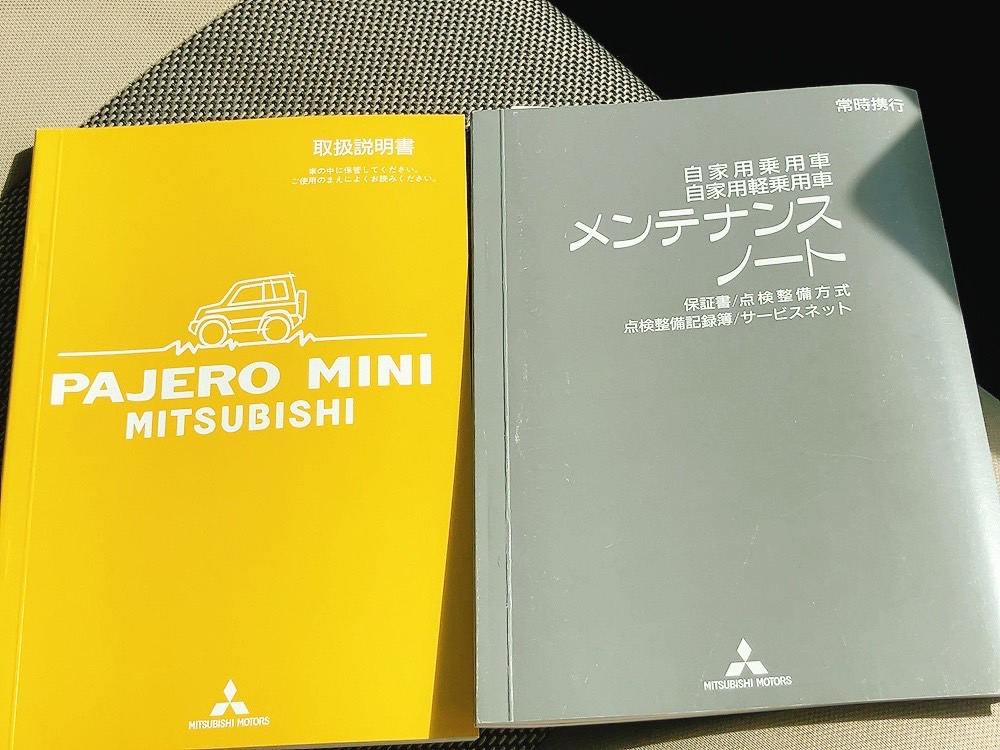 取扱説明書
車の中に保管してください。
ご使用のまえによくお読みください。
PAJERO MINI
MITSUBISHI
MITSUBISHI MOTORS
常時携行
自家用乗用車
自家用軽乗用車
メンテナンス
ノート
保証書/点検整備方式
点検整備記録簿/サービスネット
MITSUBISHI MOTORS